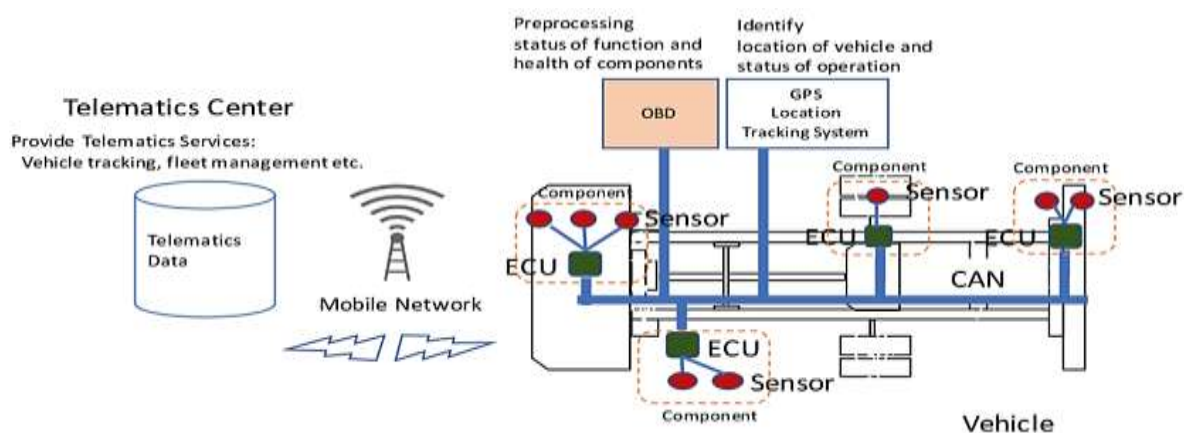 Preprocessing
status of function and
health of components
Identify
location of vehicle and
status of operation
OBD
GPS
Location
Tracking System
Telematics Center
Provide Telematics Services:
Vehicle tracking, fleet management etc.
Telematics
Data
Mobile Network
Component
Sensor
ECU
Component
Sensor
ECU
Component
Sensor
ECU
CAN
ECU
Sensor
Component
Vehicle